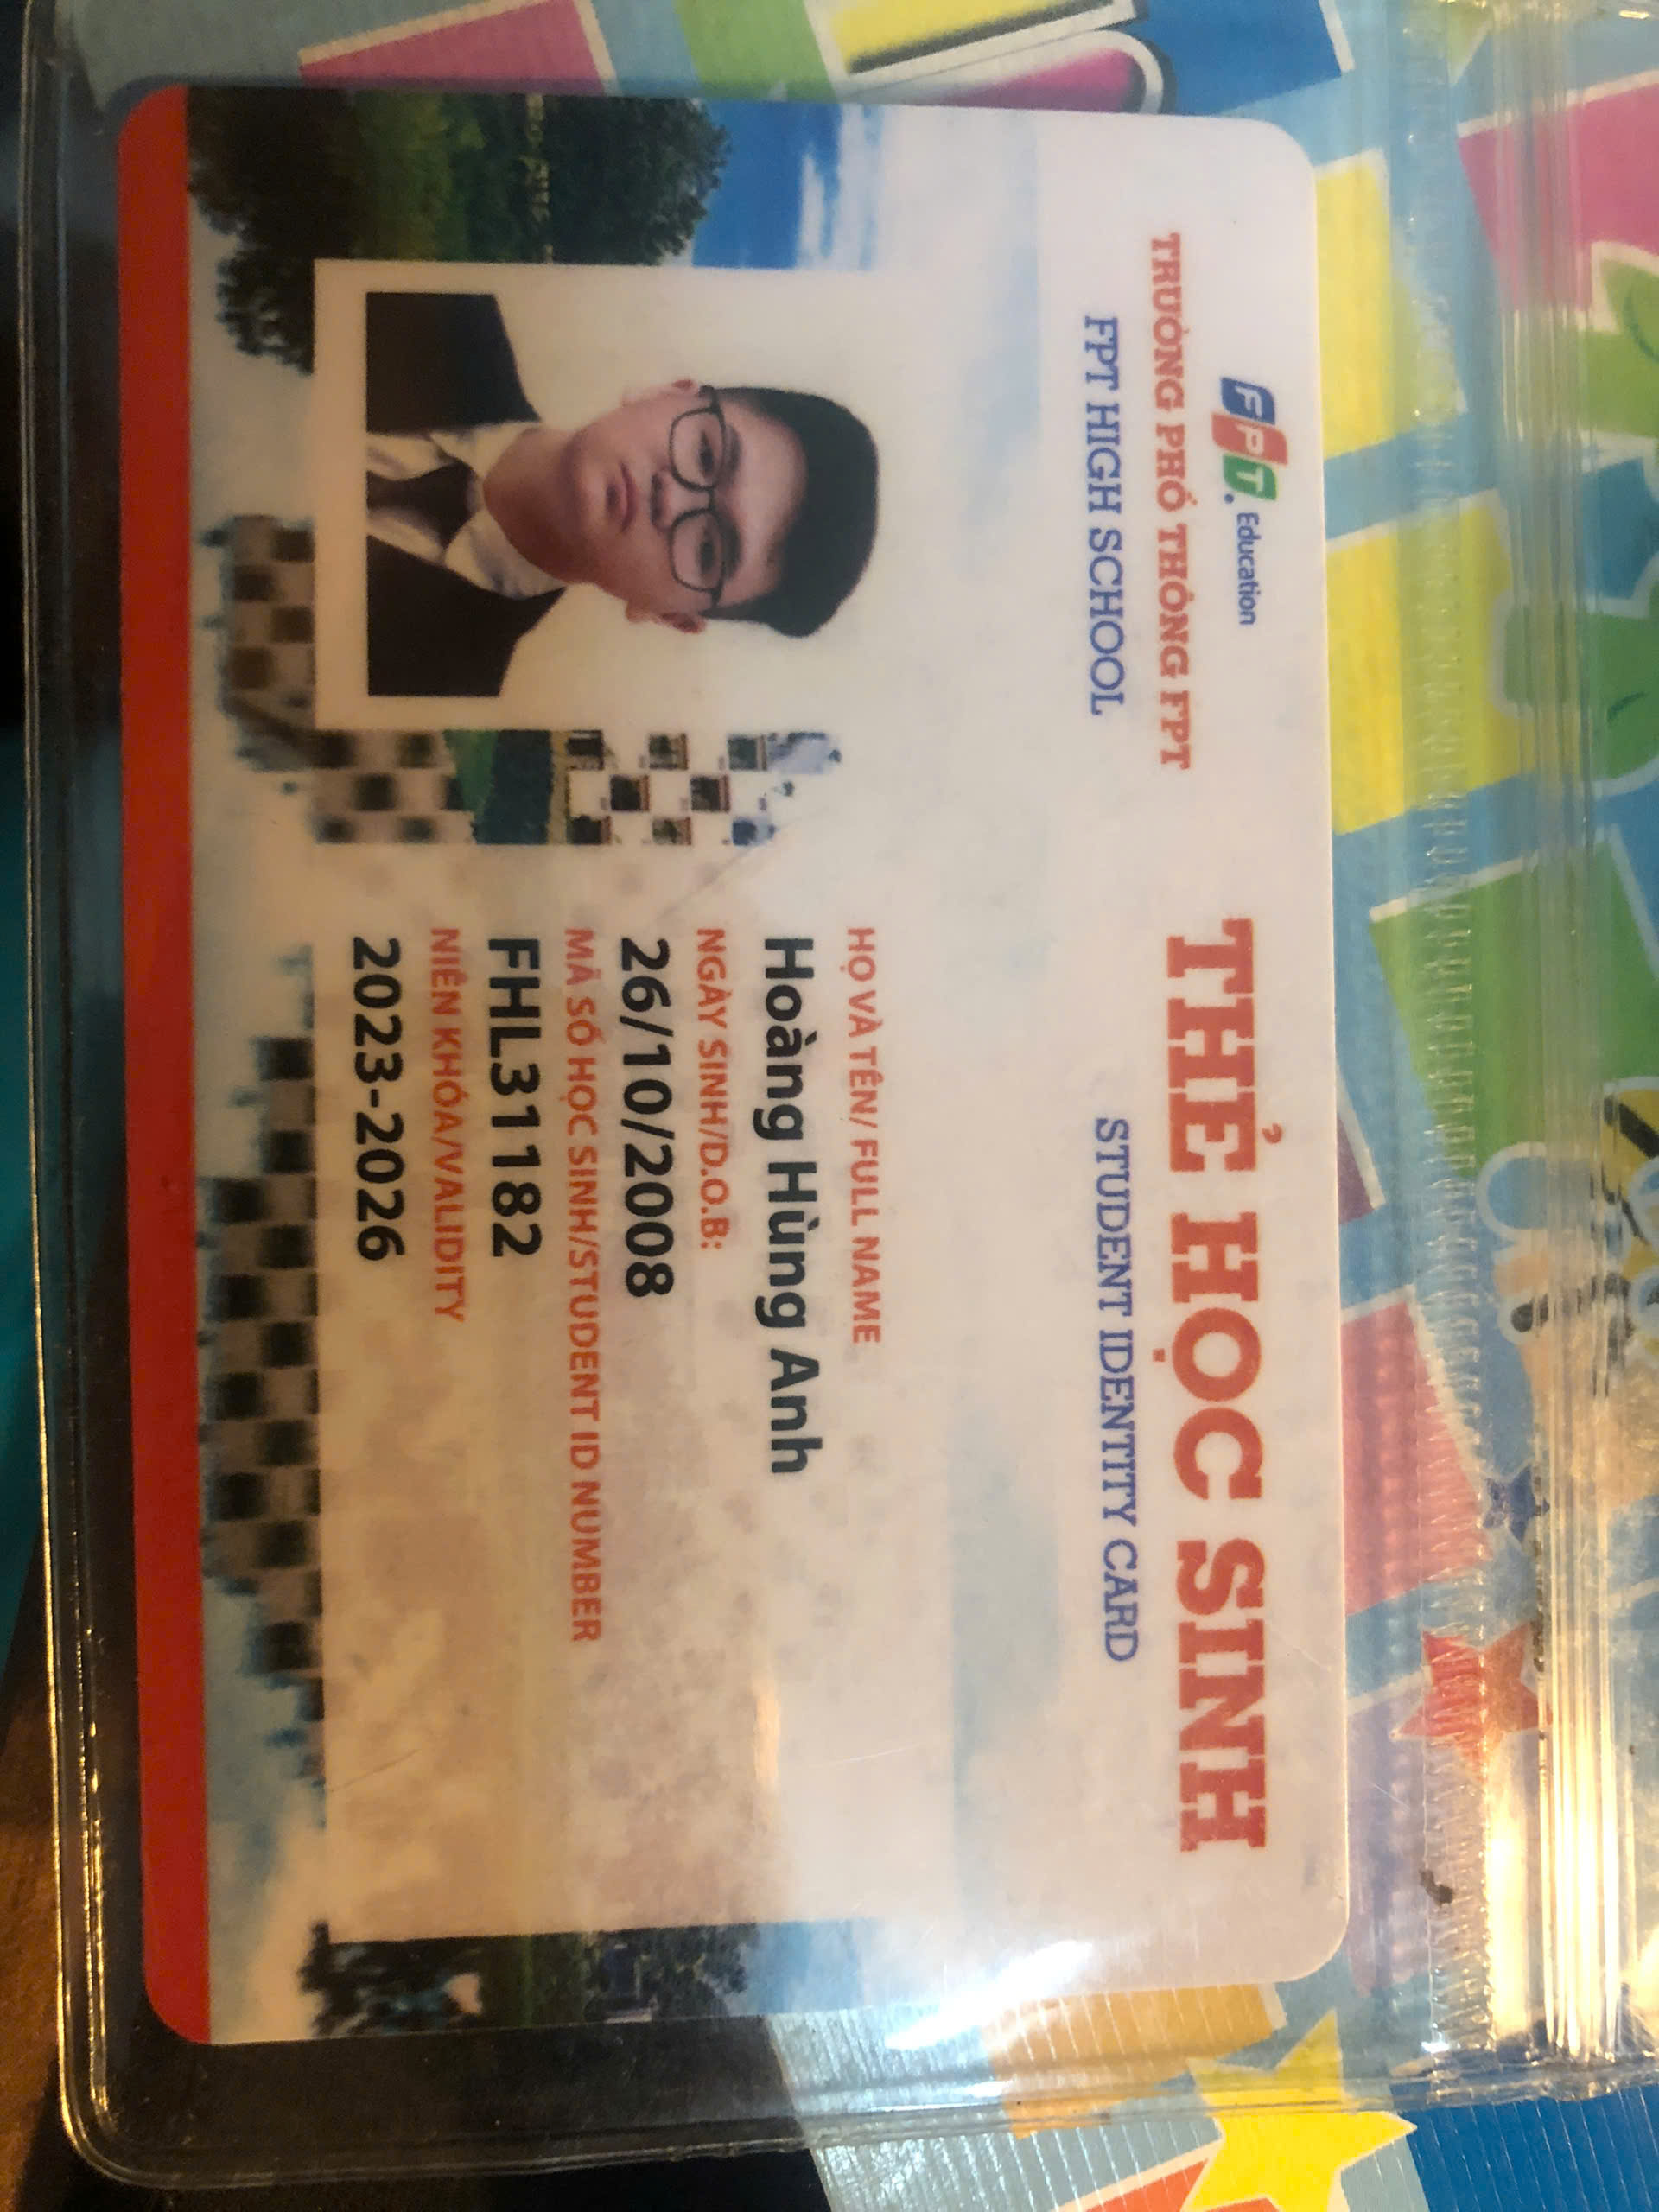 FPT. Education
TRƯỜNG PHỔ THÔNG FPT
FPT HIGH SCHOOL
THẺ HỌC SINH
STUDENT IDENTITY CARD
HỌ VÀ TÊN/ FULL NAME
Hoàng Hùng Anh
NGÀY SINH/D.O.B:
26/10/2008
MÃ SỐ HỌC SINH/STUDENT ID NUMBER
FHL31182
NIÊN KHÓA/VALIDITY
2023-2026